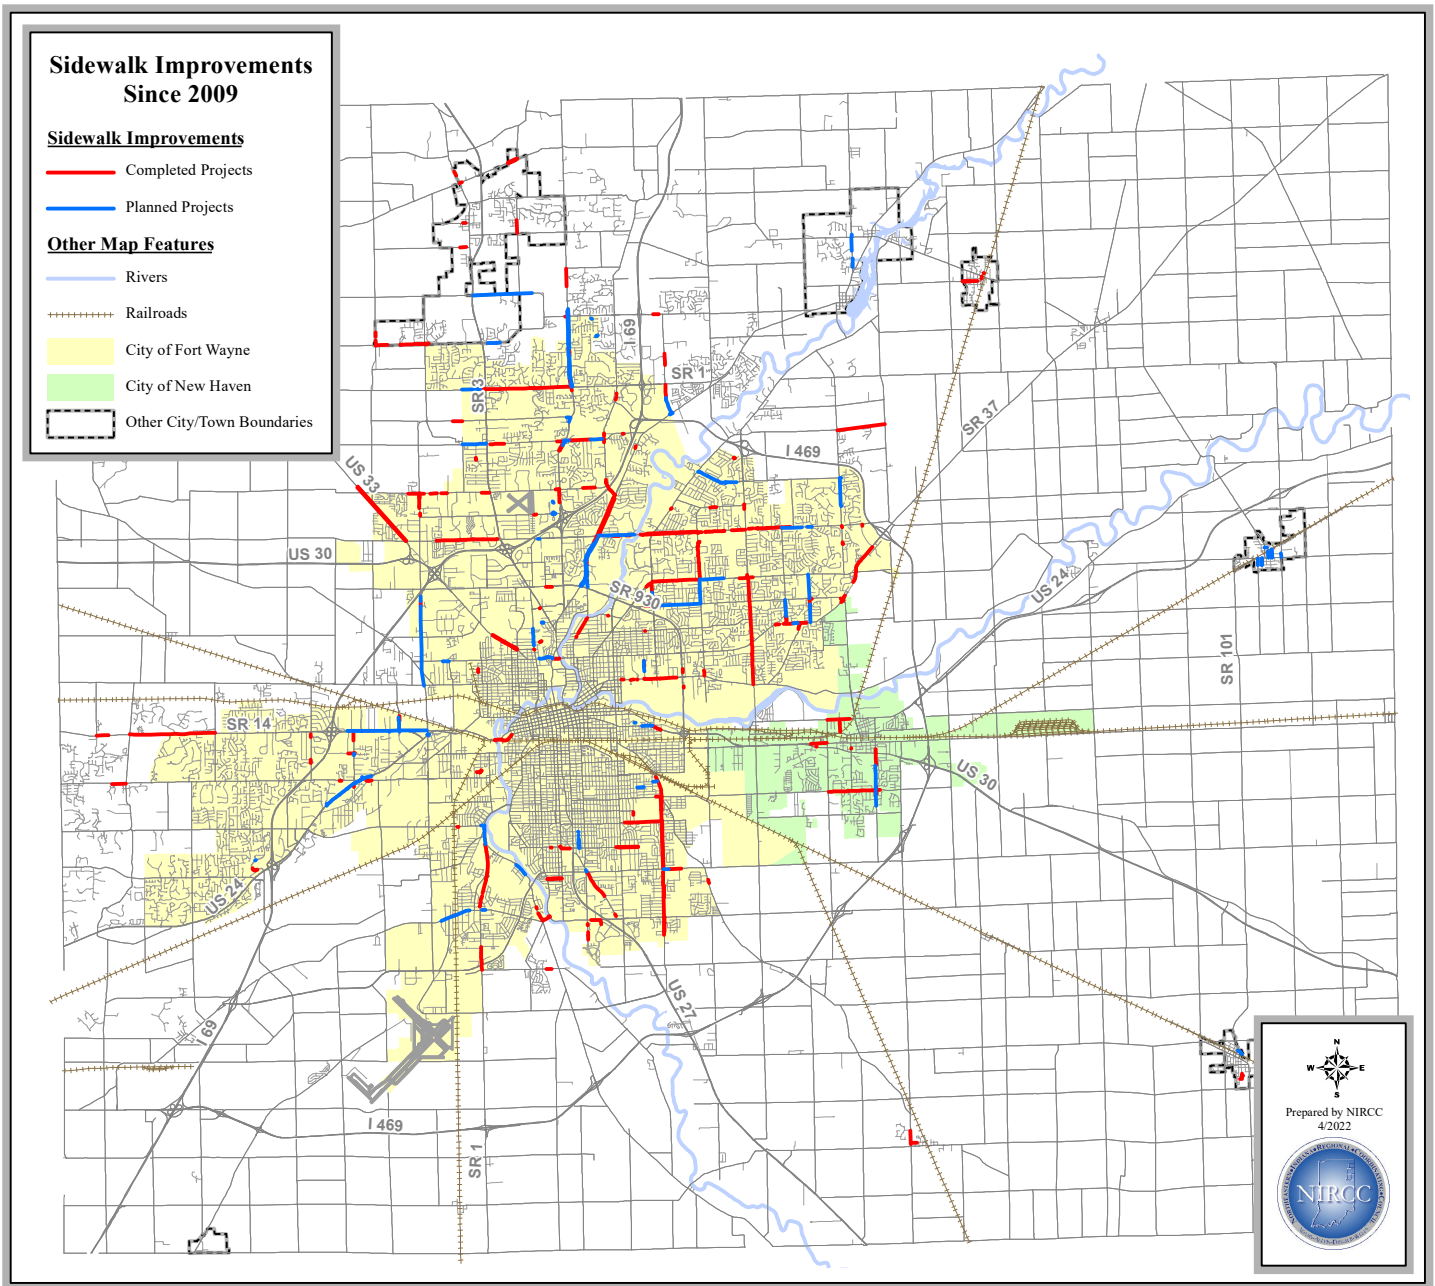 Sidewalk Improvements
Since 2009
Sidewalk Improvements
Completed Projects
Planned Projects
Other Map Features
Rivers
Railroads
City of Fort Wayne
City of New Haven
Other City/Town Boundaries
I 69
SR 1
SR 3
SR 37
I 469
US 33
US 30
SR 930
US 24
SR 101
SR 14
US 30
US 24
US 27
I 69
I 469
SR 1
N
W E
S
Prepared by NIRCC
4/2022
NIRCC